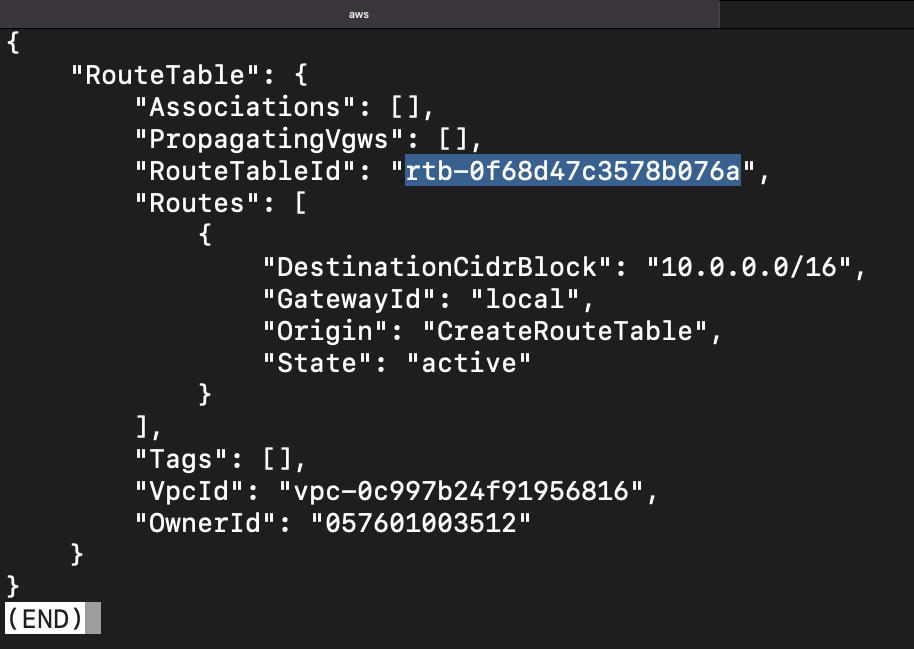 aws
{
    "RouteTable": {
        "Associations": [],
        "PropagatingVgws": [],
        "RouteTableId": "rtb-0f68d47c3578b076a",
        "Routes": [
            {
                "DestinationCidrBlock": "10.0.0.0/16",
                "GatewayId": "local",
                "Origin": "CreateRouteTable",
                "State": "active"
            }
        ],
        "Tags": [],
        "VpcId": "vpc-0c997b24f91956816",
        "OwnerId": "057601003512"
    }
}
(END)